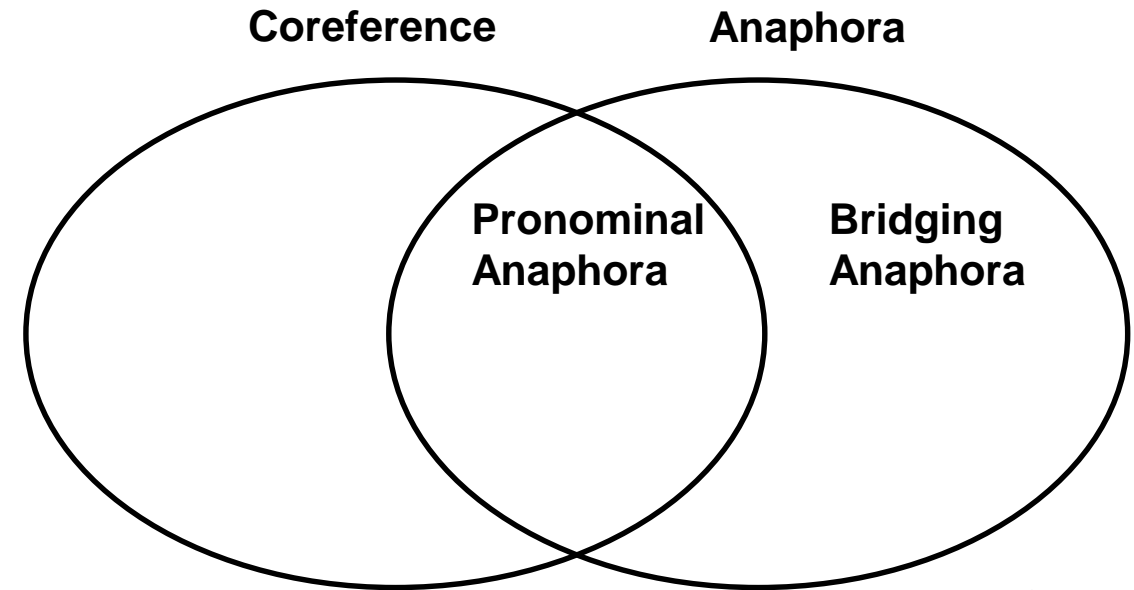 Coreference Anaphora
Pronominal
Anaphora
Bridging
Anaphora